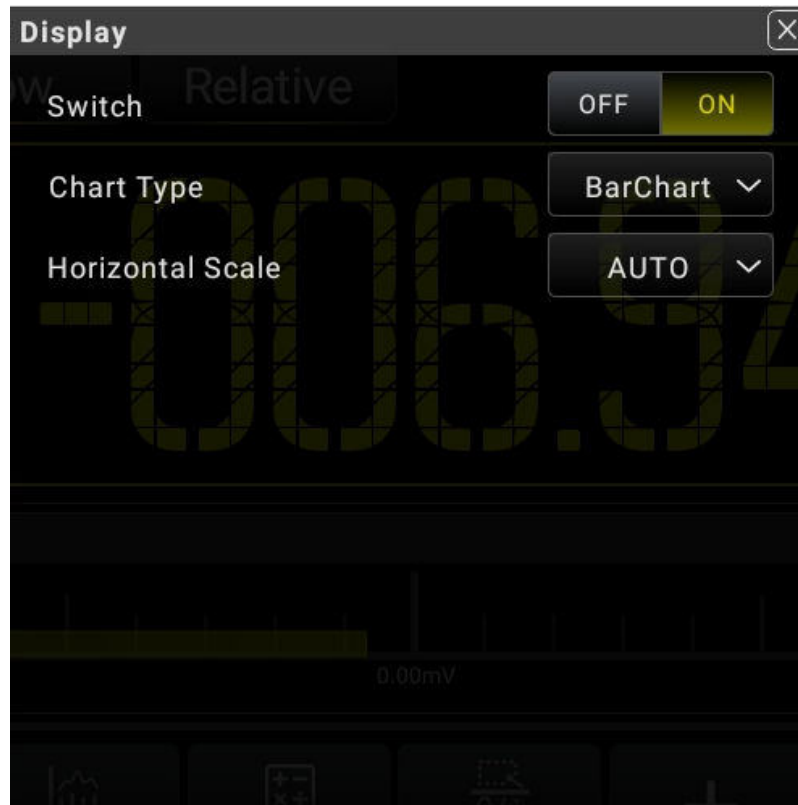 Display
Relative
Switch
OFF ON
Chart Type
BarChart
Horizontal Scale
AUTO
-006.94
0.00mV